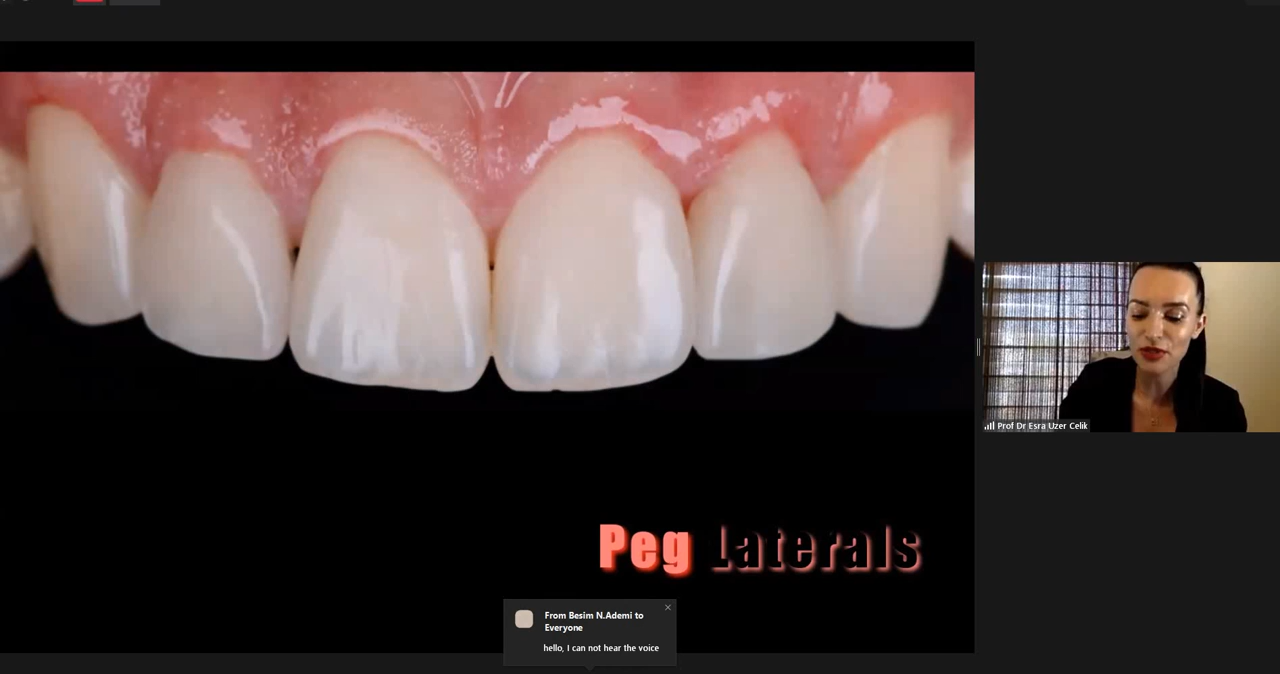 Peg Laterals
Prof Dr Esra Uzer Celik
From Besim N.Ademi to
Everyone
hello, I can not hear the voice